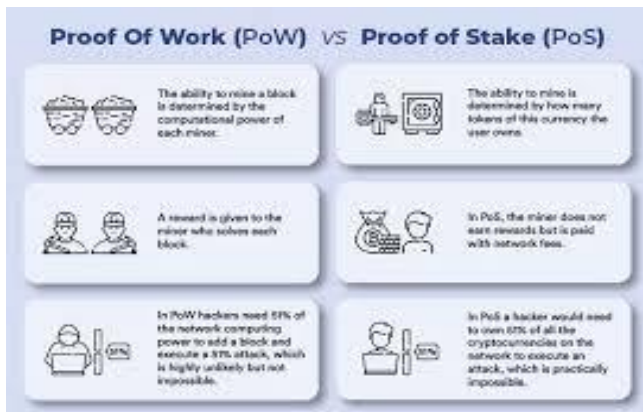 Proof Of Work (PoW) vs Proof of Stake (PoS)
The ability to mine a block
is determined by the
computational power of
each miner.
The ability to mine is
determined by how many
tokens of this currency the
user owns.
A reward is given to the
miner who solves each
block.
In PoS, the miner does not
earn rewards but is paid
with network fees.
In PoW hackers need 51% of
the network computing
power to add a block and
execute a 51% attack, which
is highly unlikely but not
impossible.
51%
In PoS a hacker would need
to own 51% of all the
cryptocurrencies on the
network to execute an
attack, which is practically
impossible.
51%